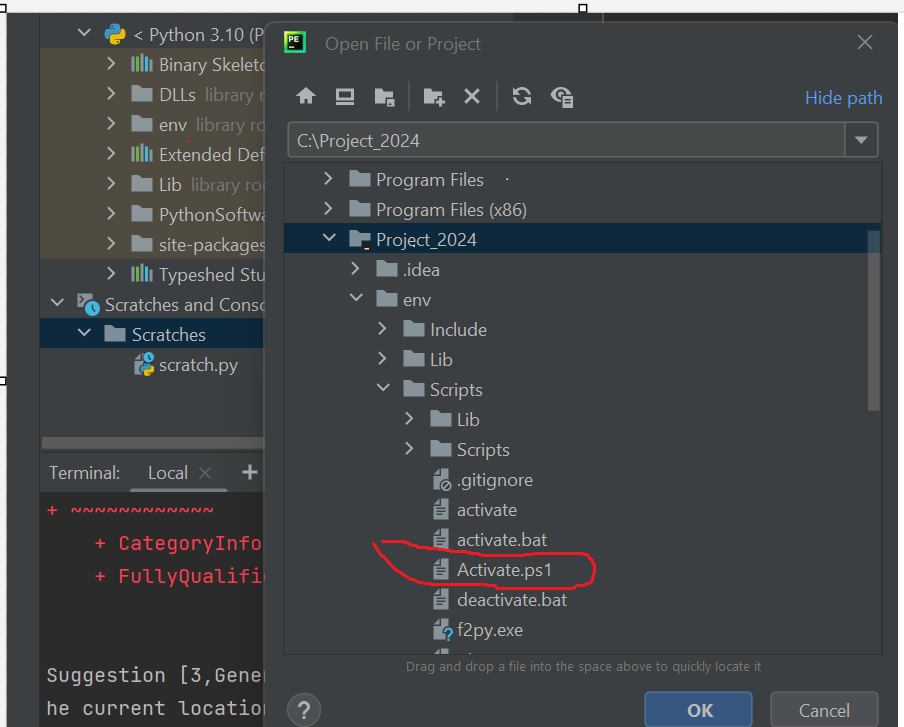 < Python 3.10 (P
Binary Skeleto
DLLs library r
env library ro
Extended Def
Lib library roo
PythonSoftwa
site-packages
Typeshed Stu
Scratches and Conso
Scratches
scratch.py
Terminal: Local +
+ ~~~~~~~~~~~~
+ CategoryInfo
+ FullyQualifie
Suggestion [3,Gener
he current location
PC
Open File or Project
Hide path
C:\Project_2024
Program Files
Program Files (x86)
Project_2024
.idea
env
Include
Lib
Scripts
Lib
Scripts
.gitignore
activate
activate.bat
Activate.ps1
deactivate.bat
f2py.exe
Drag and drop a file into the space above to quickly locate it
? OK Cancel